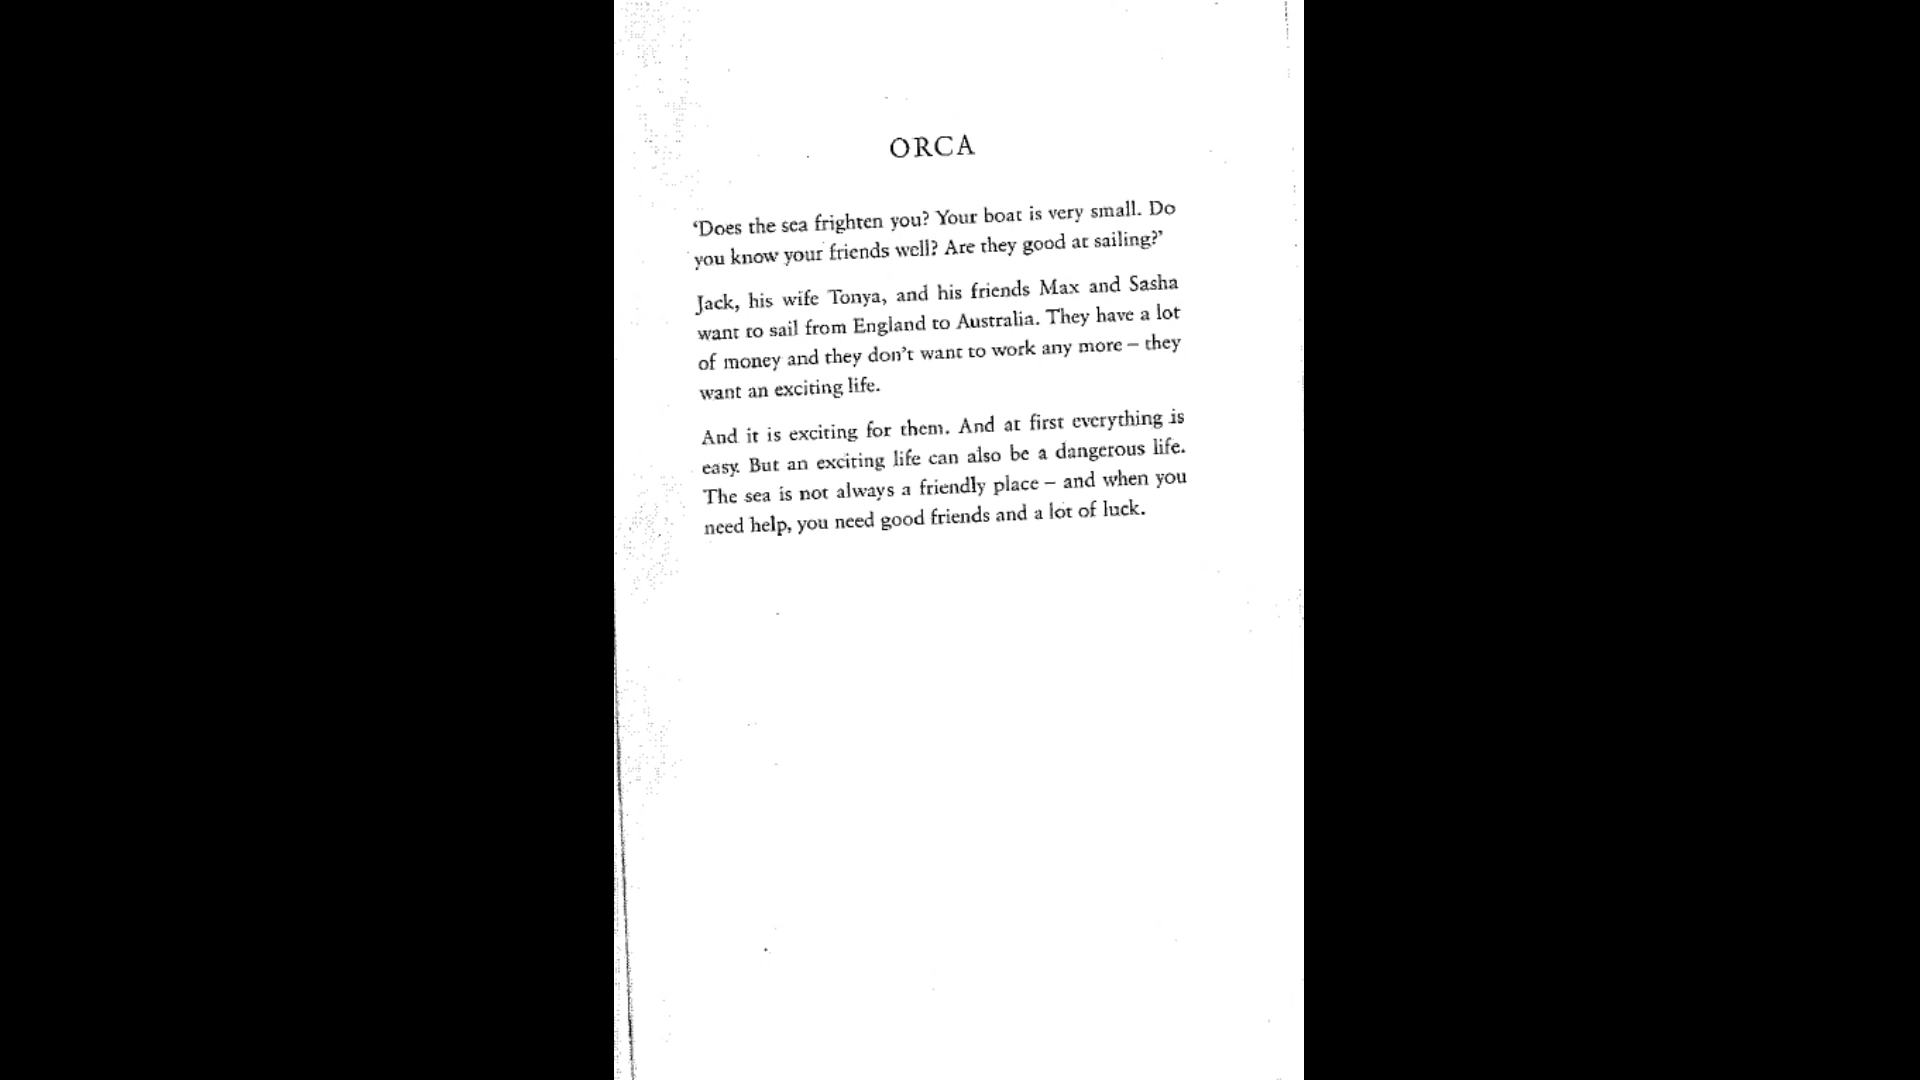 ORCA
‘Does the sea frighten you? Your boat is very small. Do
you know your friends well? Are they good at sailing?’
Jack, his wife Tonya, and his friends Max and Sasha
want to sail from England to Australia. They have a lot
of money and they don’t want to work any more – they
want an exciting life.
And it is exciting for them. And at first everything is
easy. But an exciting life can also be a dangerous life.
The sea is not always a friendly place – and when you
need help, you need good friends and a lot of luck.